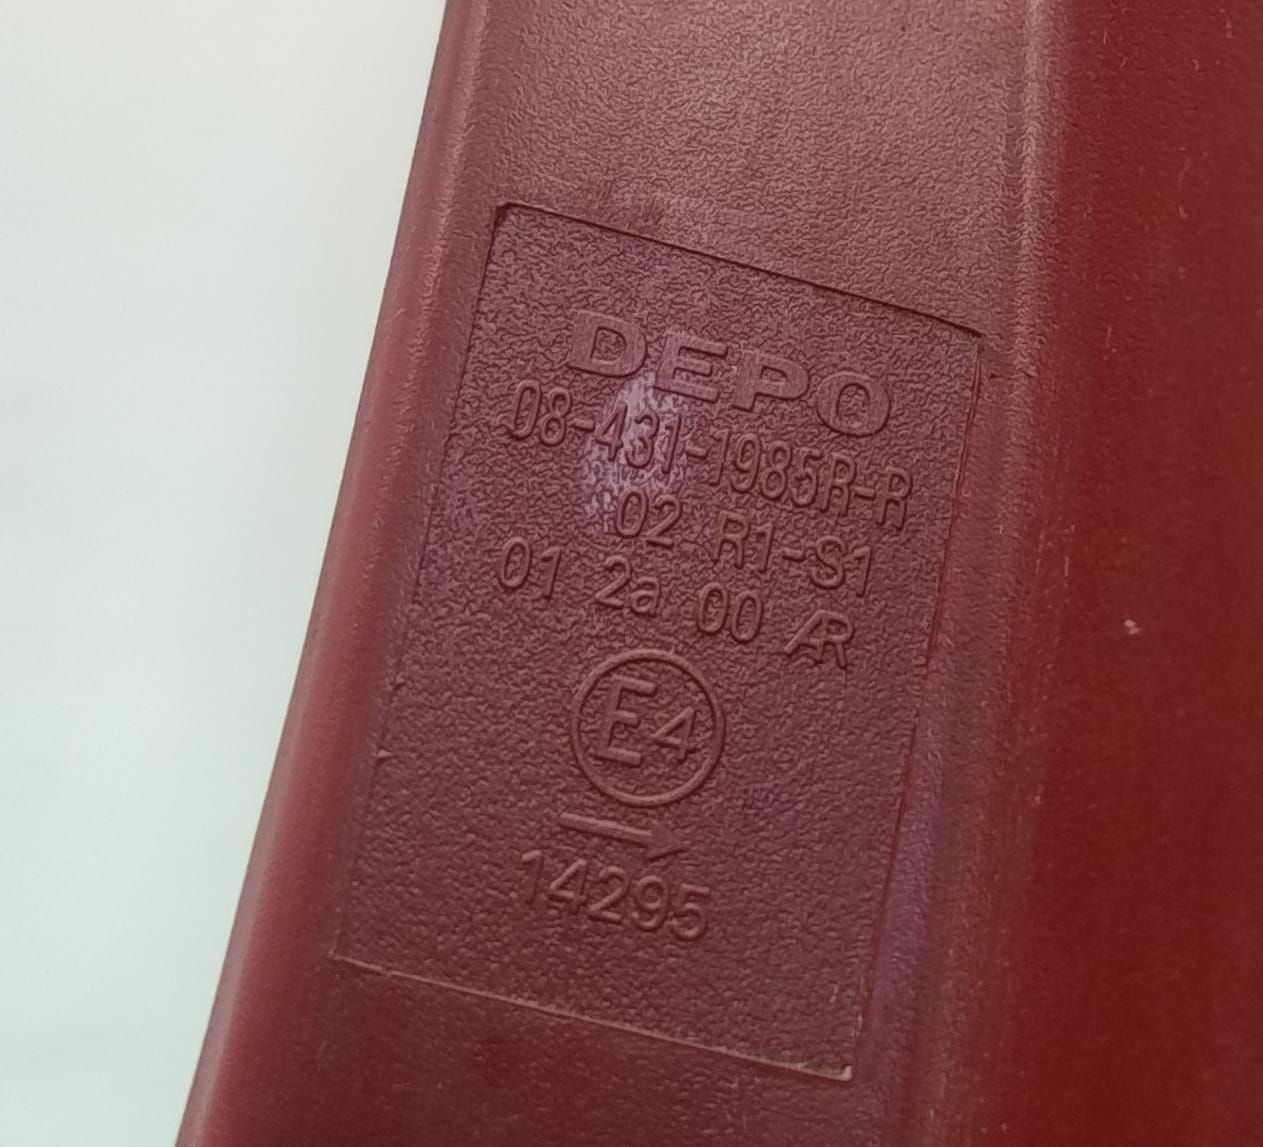 DEPO
08-431-1985R-R
02 R1-S1
01 2a 00 AR
E4
→
14295